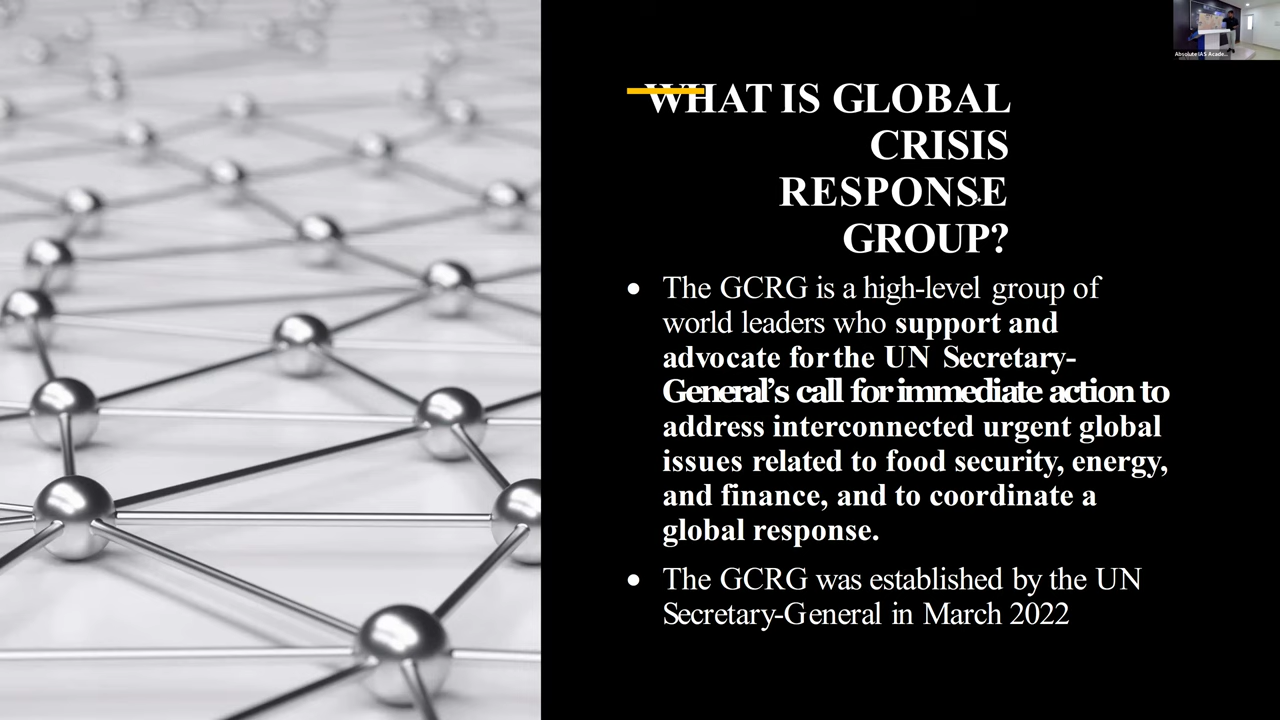 Absolute IAS Acade...
WHAT IS GLOBAL
CRISIS
RESPONSE
GROUP?
• The GCRG is a high-level group of
world leaders who support and
advocate for the UN Secretary-
General's call for immediate action to
address interconnected urgent global
issues related to food security, energy,
and finance, and to coordinate a
global response.
• The GCRG was established by the UN
Secretary-General in March 2022